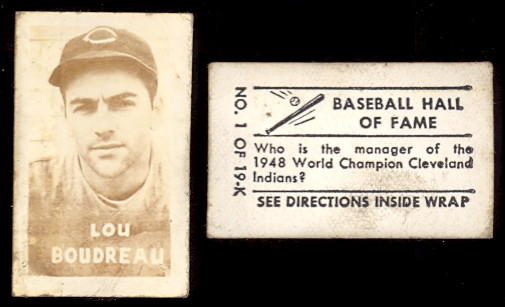 LOU
BOUDREAU
NO. 1 OF 19-K
BASEBALL HALL
OF FAME
Who is the manager of the
1948 World Champion Cleveland
Indians?
SEE DIRECTIONS INSIDE WRAP